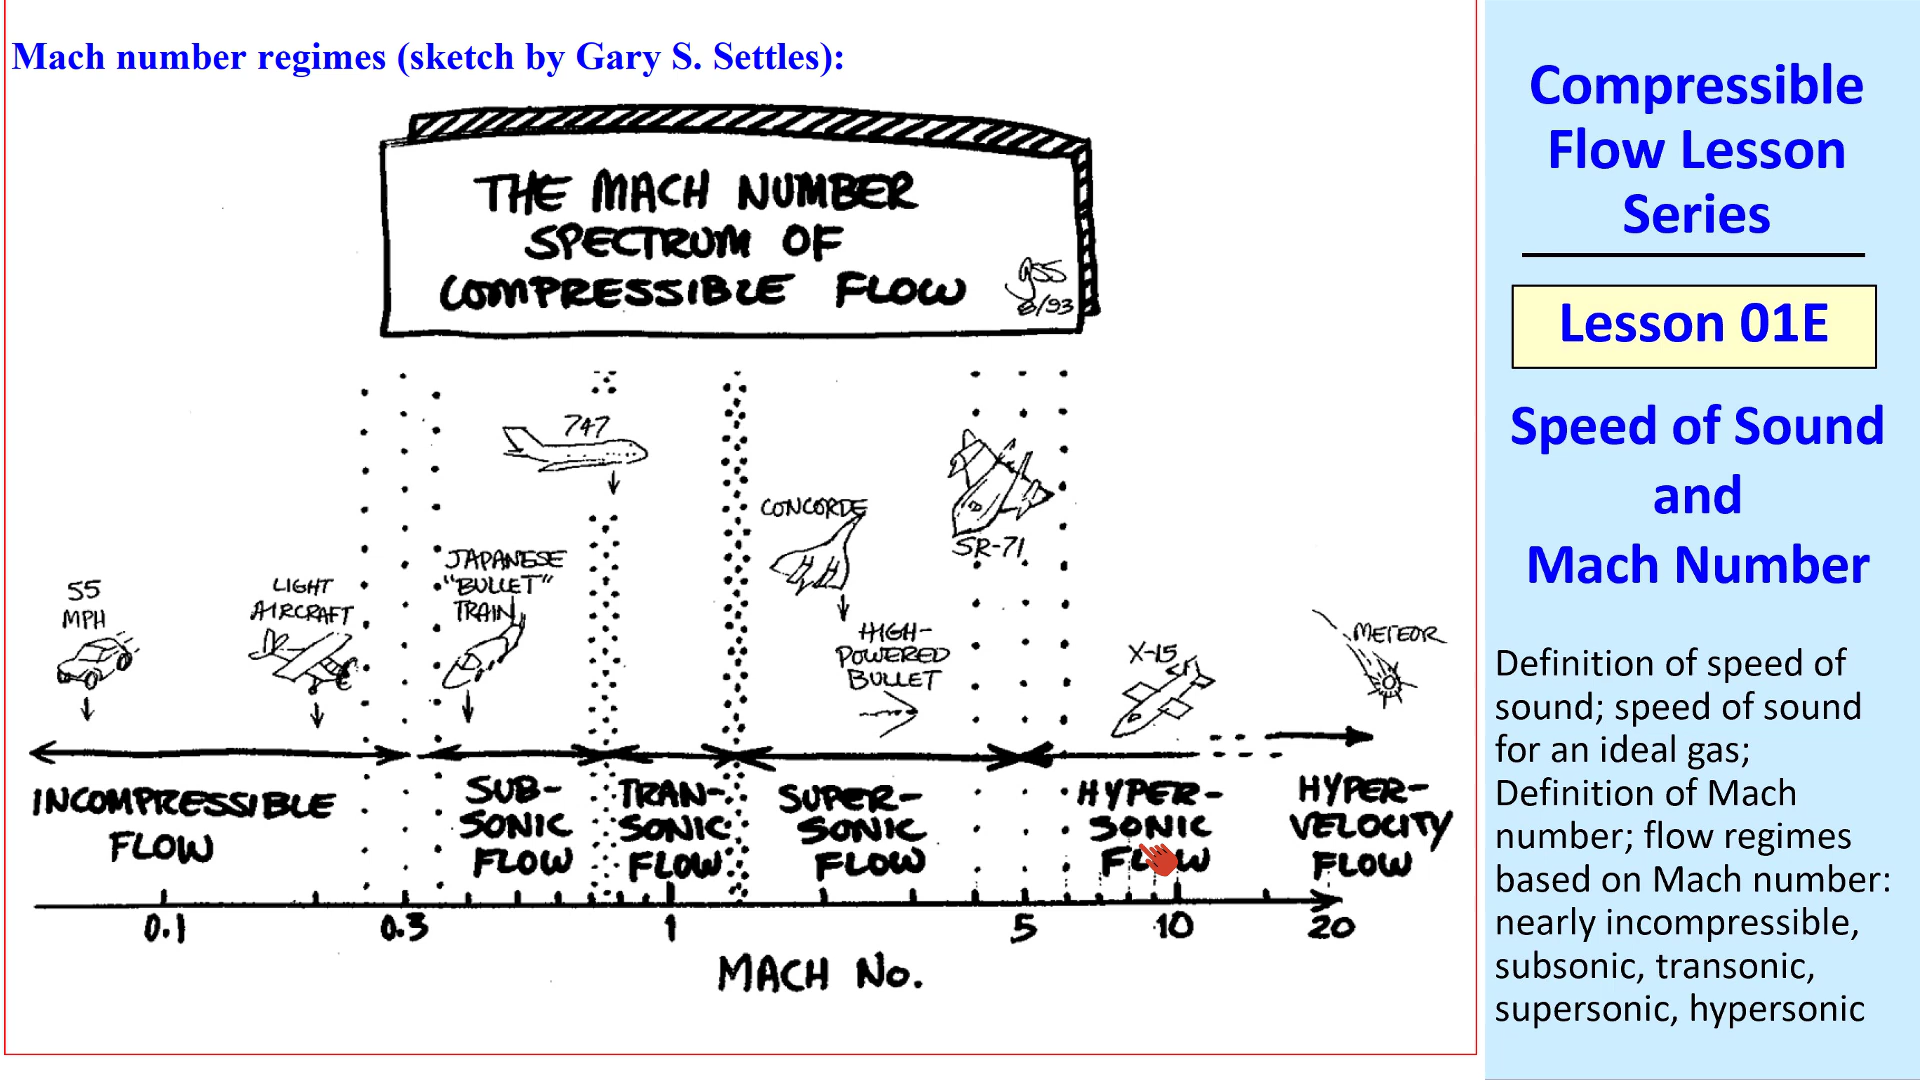 Mach number regimes (sketch by Gary S. Settles):
THE MACH NUMBER
SPECTRUM OF
COMPRESSIBLE FLOW
gss
8/93
747
CONCORDE
SR-71
JAPANESE
"BULLET"
TRAIN
55
MPH
LIGHT
AIRCRAFT
HIGH-
POWERED
BULLET
X-15
METEOR
INCOMPRESSIBLE
FLOW
SUB-
SONIC
FLOW
TRAN-
SONIC
FLOW
SUPER-
SONIC
FLOW
HYPER-
SONIC
FLOW
HYPER-
VELOCITY
FLOW
0.1 0.3 1 5 10 20
MACH No.
Compressible
Flow Lesson
Series
Lesson 01E
Speed of Sound
and
Mach Number
Definition of speed of
sound; speed of sound
for an ideal gas;
Definition of Mach
number; flow regimes
based on Mach number:
nearly incompressible,
subsonic, transonic,
supersonic, hypersonic